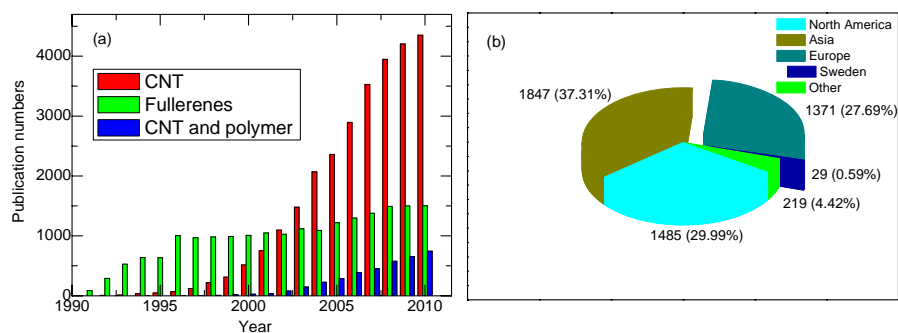 (a)
CNT
Fullerenes
CNT and polymer
Publication numbers
4000
3000
2000
1000
0
1990
1995
2000
2005
2010
Year
(b)
North America
Asia
Europe
Sweden
Other
1847 (37.31%)
1371 (27.69%)
29 (0.59%)
219 (4.42%)
1485 (29.99%)